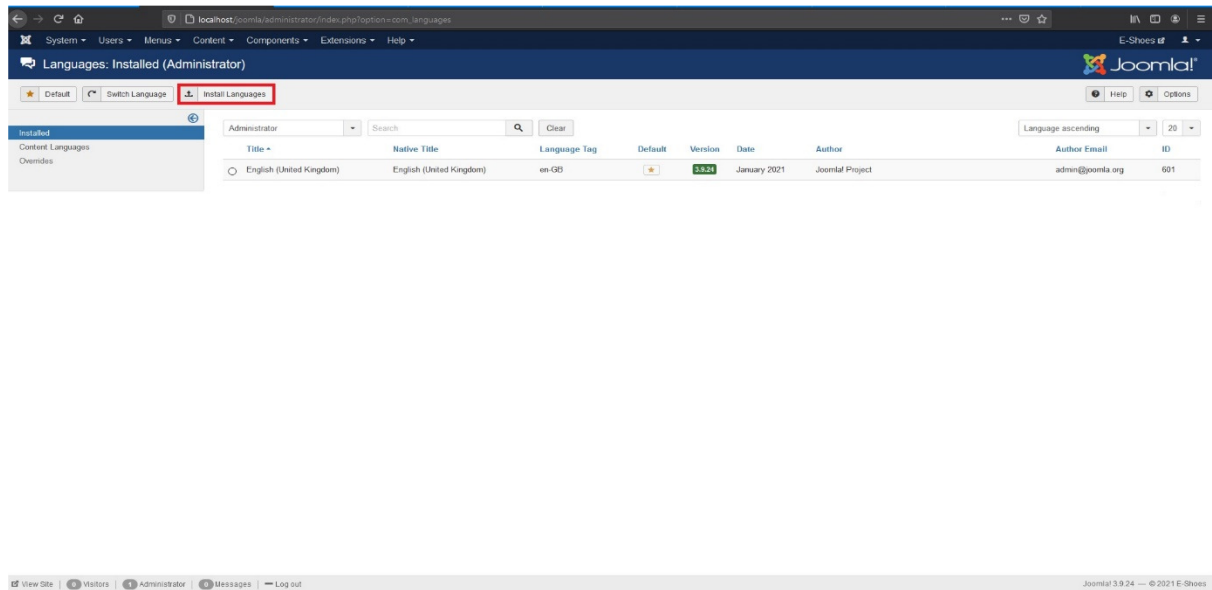 localhost/joomla/administrator/index.php?option=com_languages
System Users Menus Content Components Extensions Help E-Shoes
Languages: Installed (Administrator) Joomla!®
Default Switch Language Install Languages Help Options
Installed
Content Languages
Overrides
Administrator Search Clear Language ascending 20
Title Native Title Language Tag Default Version Date Author Author Email ID
English (United Kingdom) English (United Kingdom) en-GB 3.9.24 January 2021 Joomla! Project admin@joomla.org 601
View Site | 0 Visitors | 1 Administrator | 0 Messages | Log out Joomla! 3.9.24 — © 2021 E-Shoes